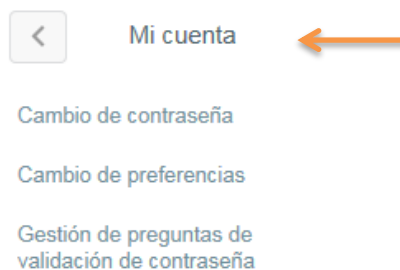 Mi cuenta
Cambio de contraseña
Cambio de preferencias
Gestión de preguntas de
validación de contraseña